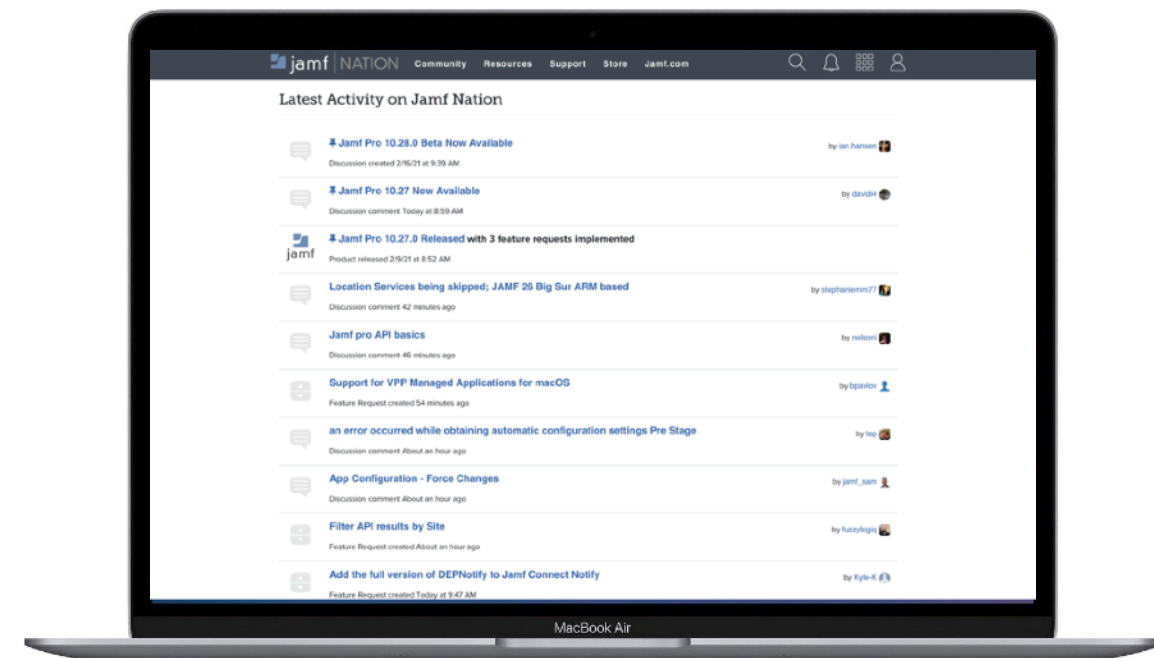 jamf NATION Community Resources Support Store Jamf.com
Latest Activity on Jamf Nation
Jamf Pro 10.28.0 Beta Now Available
by ian.hansen
Discussion created 2/16/21 at 9:39 AM
Jamf Pro 10.27 Now Available
by davidi4
Discussion comment Today at 8:59 AM
jamf
Jamf Pro 10.27.0 Released with 3 feature requests implemented
Product released 2/9/21 at 8:52 AM
Location Services being skipped; JAMF 26 Big Sur ARM based
by stephaniemm77
Discussion comment 42 minutes ago
Jamf pro API basics
by
Discussion comment 46 minutes ago
Support for VPP Managed Applications for macOS
by bpavlov
Feature Request created 54 minutes ago
an error occurred while obtaining automatic configuration settings Pre Stage
by
Discussion comment About an hour ago
App Configuration - Force Changes
by jamf_sam
Discussion comment About an hour ago
Filter API results by Site
by fuzzylogiq
Feature Request created About an hour ago
Add the full version of DEPNotify to Jamf Connect Notify
by Kyle-K
Feature Request created Today at 9:47 AM
MacBook Air